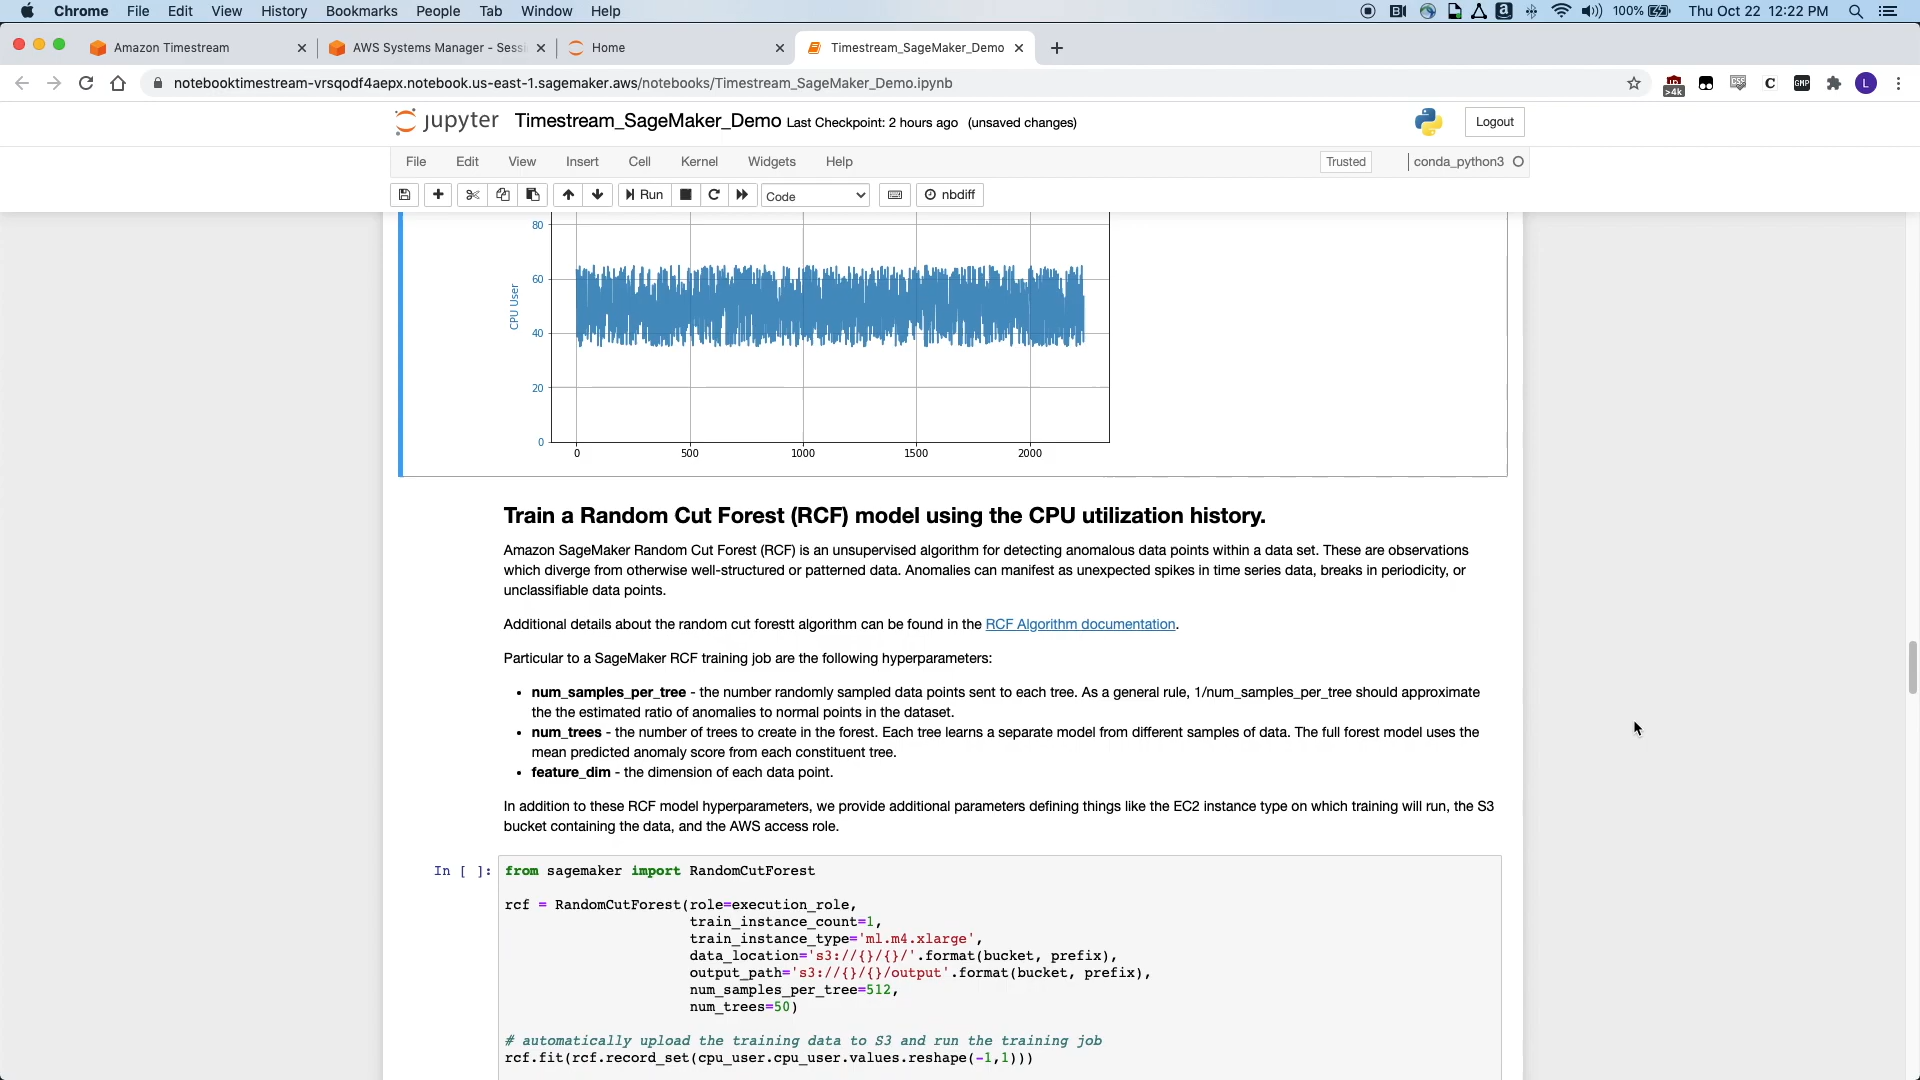 Chrome File Edit View History Bookmarks People Tab Window Help 100% Thu Oct 22 12:22 PM
Amazon Timestream AWS Systems Manager - Sessi Home Timestream_SageMaker_Demo
notebooktimestream-vrsqodf4aepx.notebook.us-east-1.sagemaker.aws/notebooks/Timestream_SageMaker_Demo.ipynb >4k C GMP L
jupyter Timestream_SageMaker_Demo Last Checkpoint: 2 hours ago (unsaved changes) Logout
File Edit View Insert Cell Kernel Widgets Help Trusted conda_python3
Run Code nbdiff
80
60
CPU User
40
20
0
0 500 1000 1500 2000
Train a Random Cut Forest (RCF) model using the CPU utilization history.
Amazon SageMaker Random Cut Forest (RCF) is an unsupervised algorithm for detecting anomalous data points within a data set. These are observations
which diverge from otherwise well-structured or patterned data. Anomalies can manifest as unexpected spikes in time series data, breaks in periodicity, or
unclassifiable data points.
Additional details about the random cut forestt algorithm can be found in the RCF Algorithm documentation.
Particular to a SageMaker RCF training job are the following hyperparameters:
• num_samples_per_tree - the number randomly sampled data points sent to each tree. As a general rule, 1/num_samples_per_tree should approximate
the the estimated ratio of anomalies to normal points in the dataset.
• num_trees - the number of trees to create in the forest. Each tree learns a separate model from different samples of data. The full forest model uses the
mean predicted anomaly score from each constituent tree.
• feature_dim - the dimension of each data point.
In addition to these RCF model hyperparameters, we provide additional parameters defining things like the EC2 instance type on which training will run, the S3
bucket containing the data, and the AWS access role.
In [ ]: from sagemaker import RandomCutForest
rcf = RandomCutForest(role=execution_role,
train_instance_count=1,
train_instance_type='ml.m4.xlarge',
data_location='s3://{}/{}/'.format(bucket, prefix),
output_path='s3://{}/{}/output'.format(bucket, prefix),
num_samples_per_tree=512,
num_trees=50)
# automatically upload the training data to S3 and run the training job
rcf.fit(rcf.record_set(cpu_user.cpu_user.values.reshape(-1,1)))